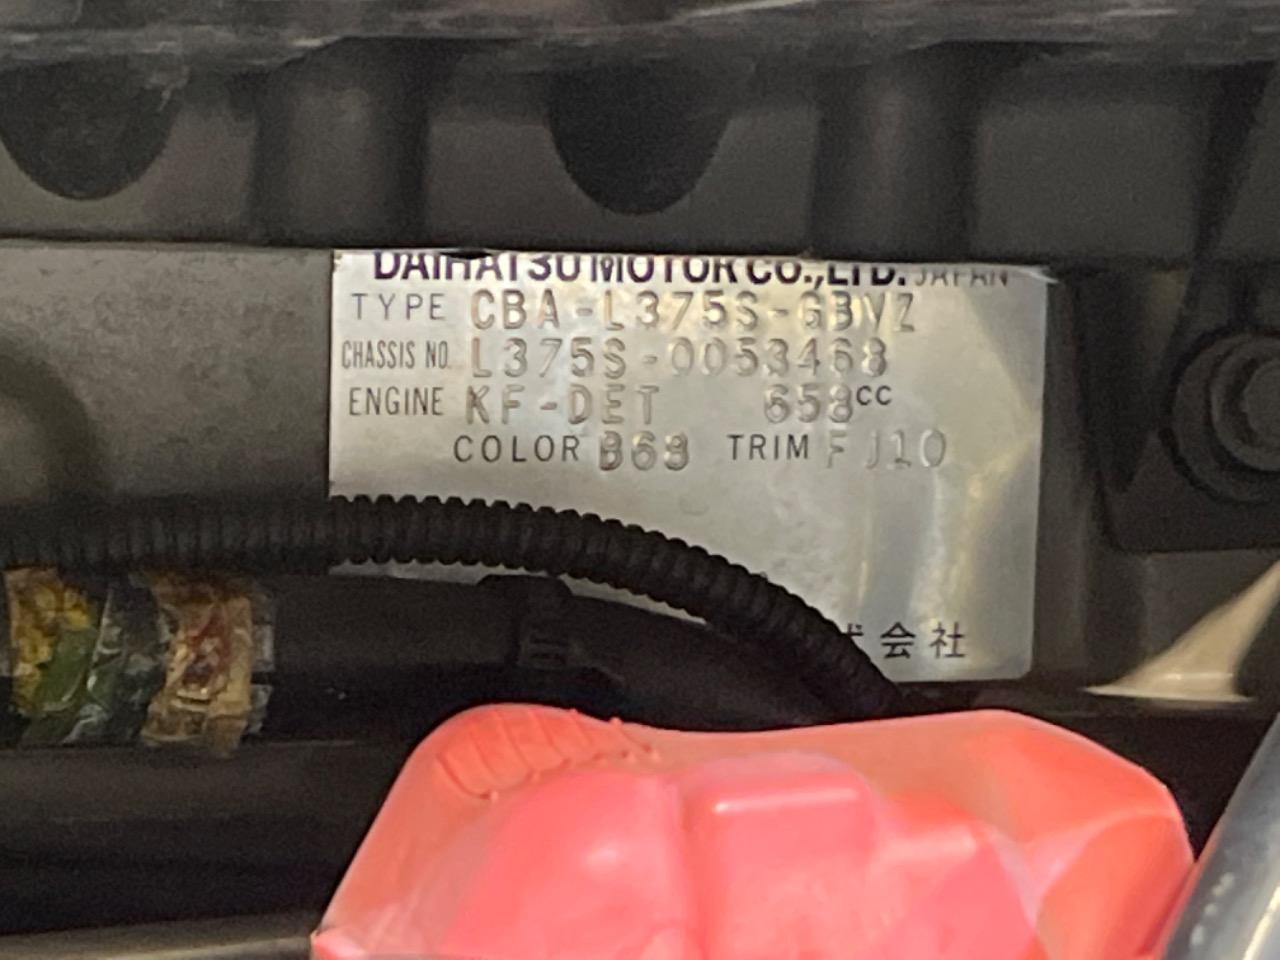 DAIHATSU MOTOR CO.,LTD. JAPAN
TYPE CBA-L375S-GBVZ
CHASSIS NO. L375S-0053468
ENGINE KF-DET 658cc
COLOR B68 TRIM FJ10
式会社